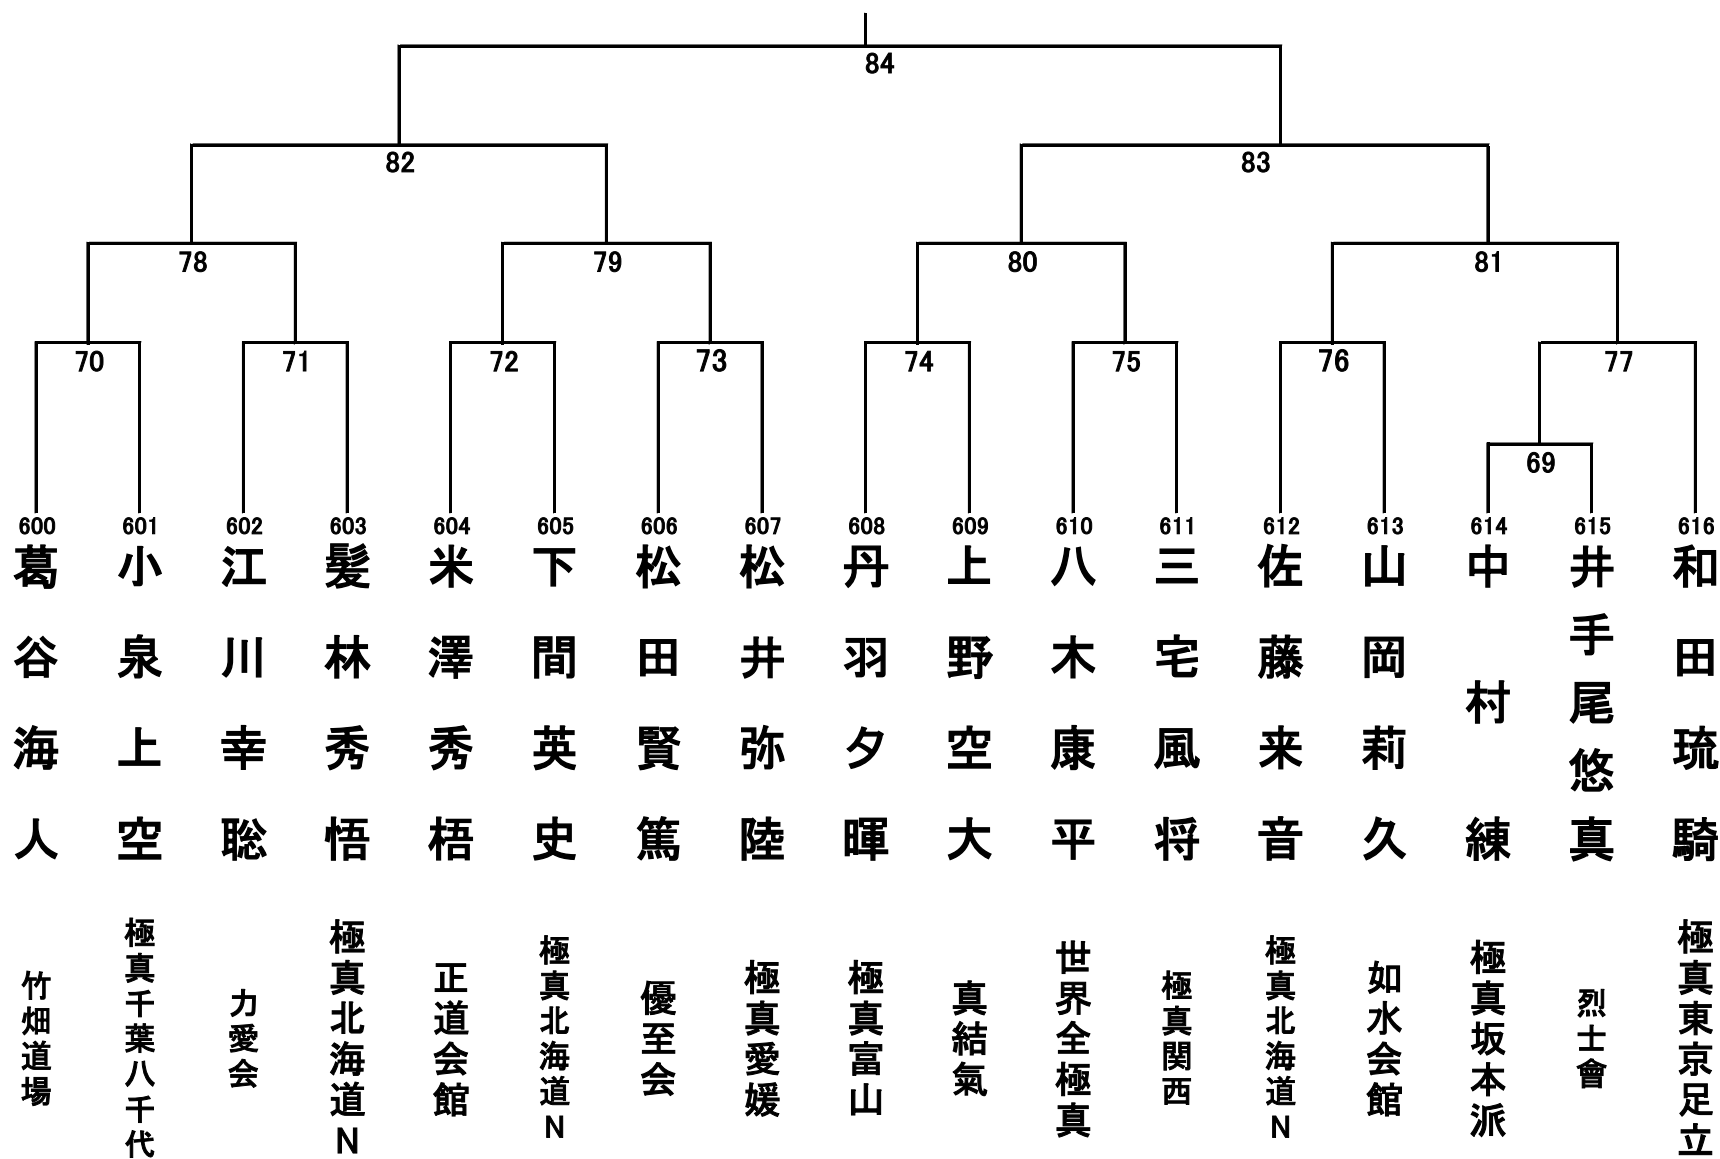 84
82
83
78
79
80
81
70
71
72
73
74
75
76
77
69
600
葛谷海人
竹畑道場
601
小泉上空
極真千葉八千代
602
江川幸聡
力愛会
603
髪林秀悟
極真北海道N
604
米澤秀梧
正道会館
605
下間英史
極真北海道N
606
松田賢篤
優至会
607
松井弥陸
極真愛媛
608
丹羽夕暉
極真富山
609
上野空大
真結氣
610
八木康平
世界全極真
611
三宅風将
極真関西
612
佐藤来音
極真北海道N
613
山岡莉久
如水会館
614
中村練
極真坂本派
615
井手尾悠真
烈士會
616
和田琉騎
極真東京足立